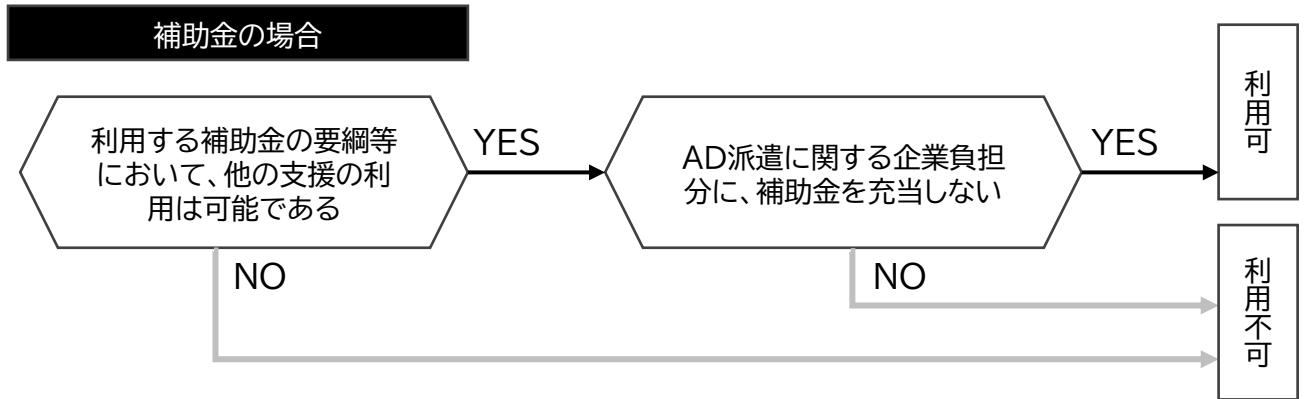 補助金の場合
利用する補助金の要綱等
において、他の支援の利
用は可能である
YES
AD派遣に関する企業負担
分に、補助金を充当しない
YES
利用可
NO
NO
利用不可